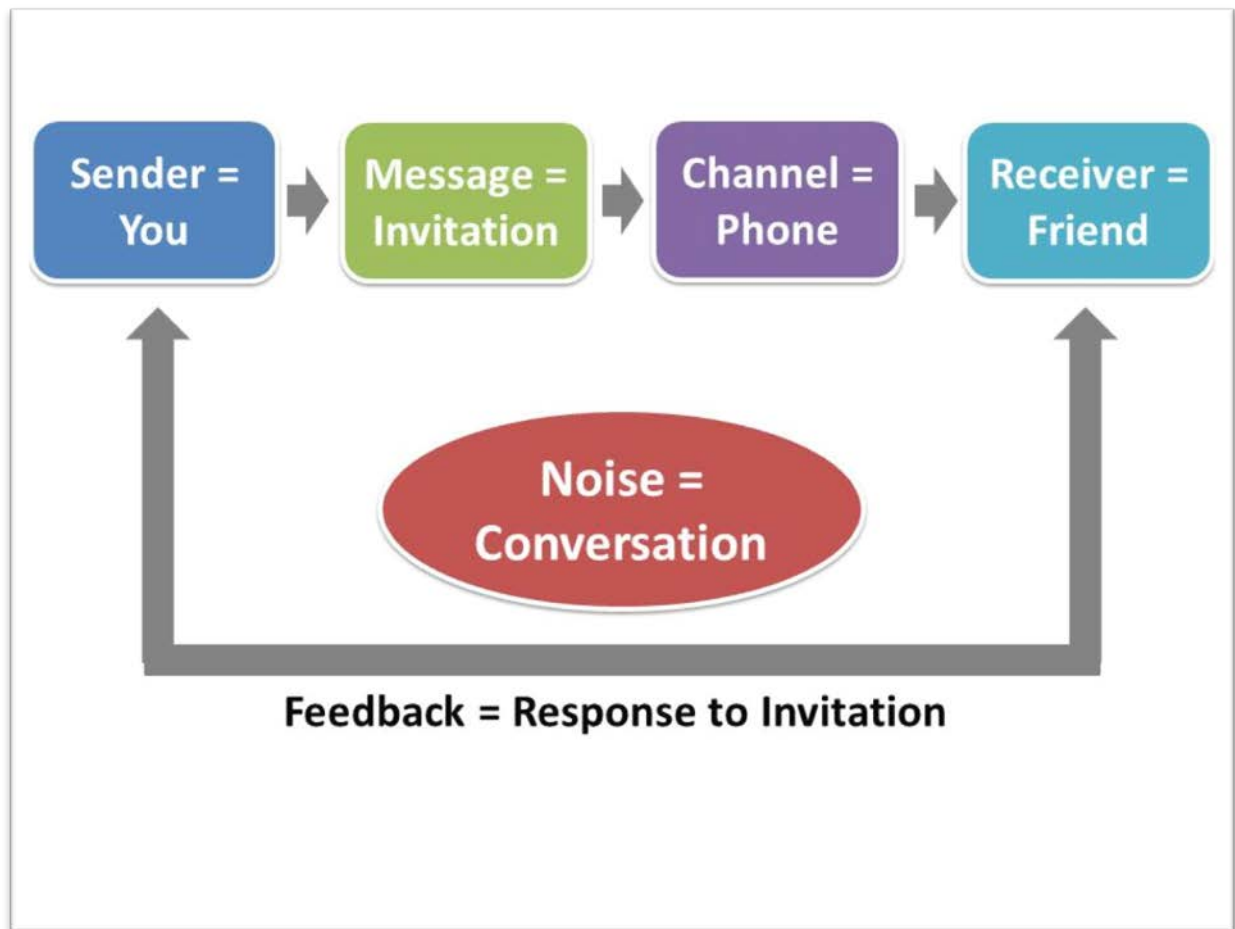 Sender =
You
Message =
Invitation
Channel =
Phone
Receiver =
Friend
Noise =
Conversation
Feedback = Response to Invitation